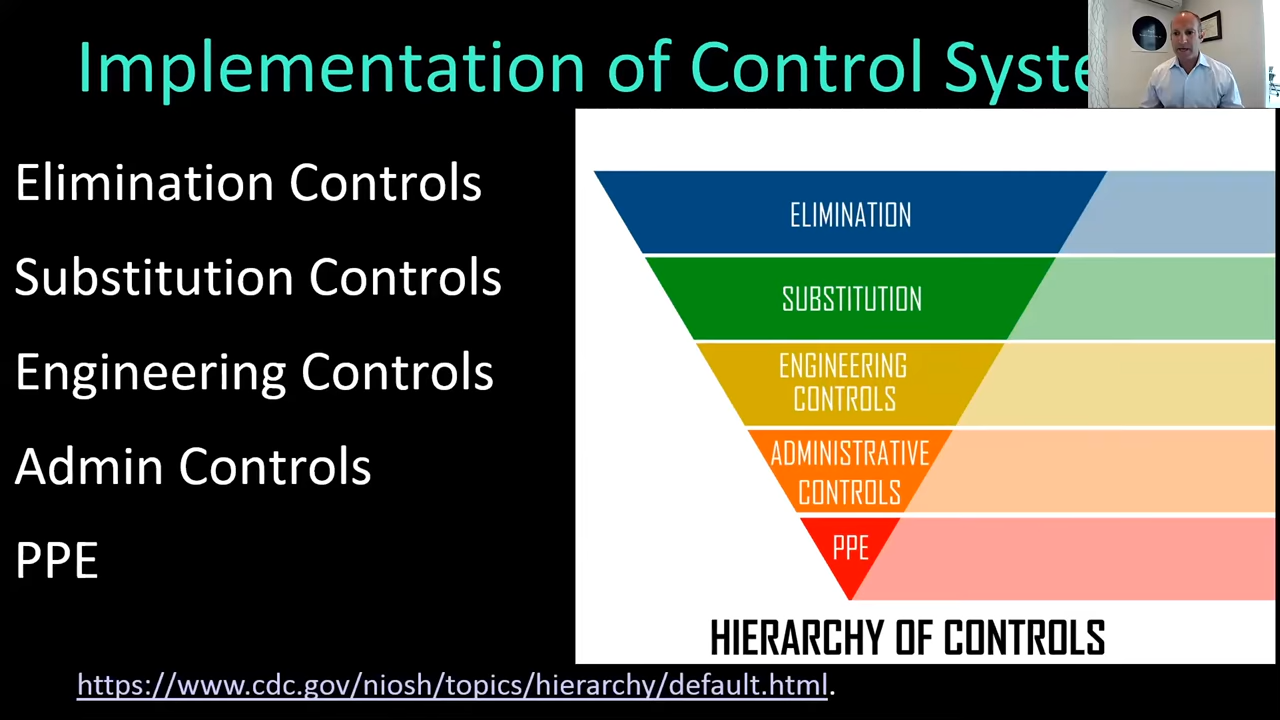 Implementation of Control Syste
Elimination Controls
Substitution Controls
Engineering Controls
Admin Controls
PPE
ELIMINATION
SUBSTITUTION
ENGINEERING
CONTROLS
ADMINISTRATIVE
CONTROLS
PPE
HIERARCHY OF CONTROLS
https://www.cdc.gov/niosh/topics/hierarchy/default.html.